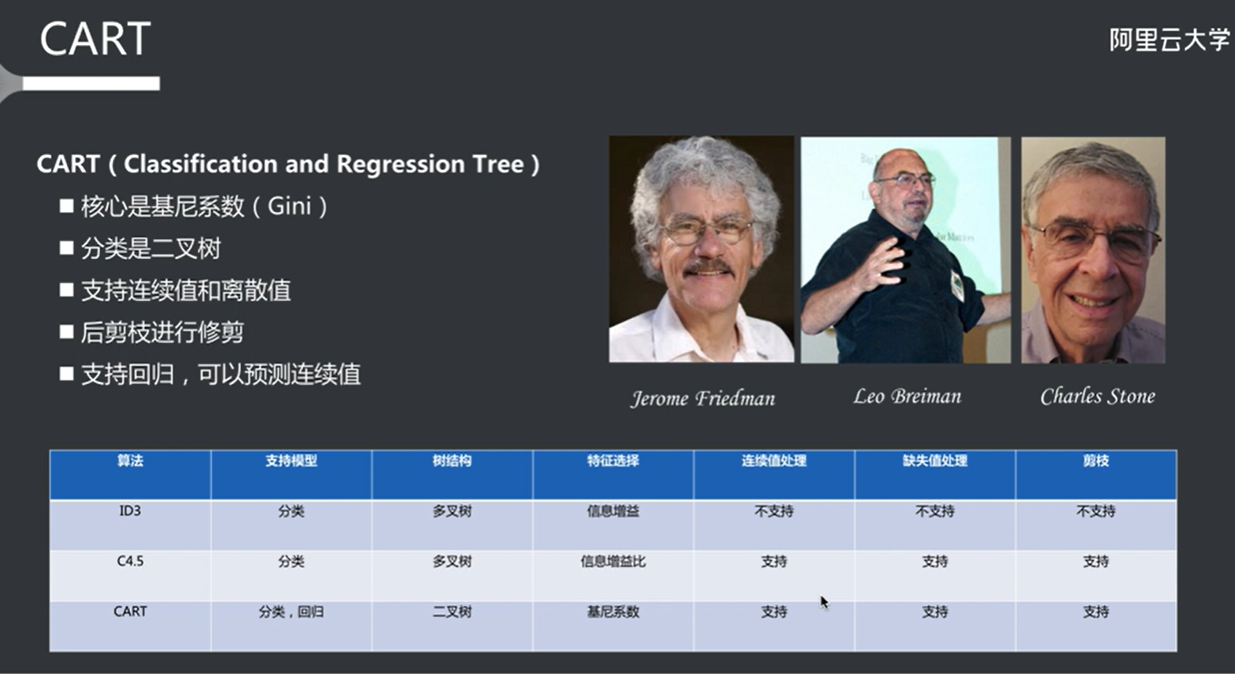 CART
阿里云大学
CART（Classification and Regression Tree）
■ 核心是基尼系数（Gini）
■ 分类是二叉树
■ 支持连续值和离散值
■ 后剪枝进行修剪
■ 支持回归，可以预测连续值
Jerome Friedman
Leo Breiman
Charles Stone
算法 支持模型 树结构 特征选择 连续值处理 缺失值处理 剪枝
ID3 分类 多叉树 信息增益 不支持 不支持 不支持
C4.5 分类 多叉树 信息增益比 支持 支持 支持
CART 分类，回归 二叉树 基尼系数 支持 支持 支持